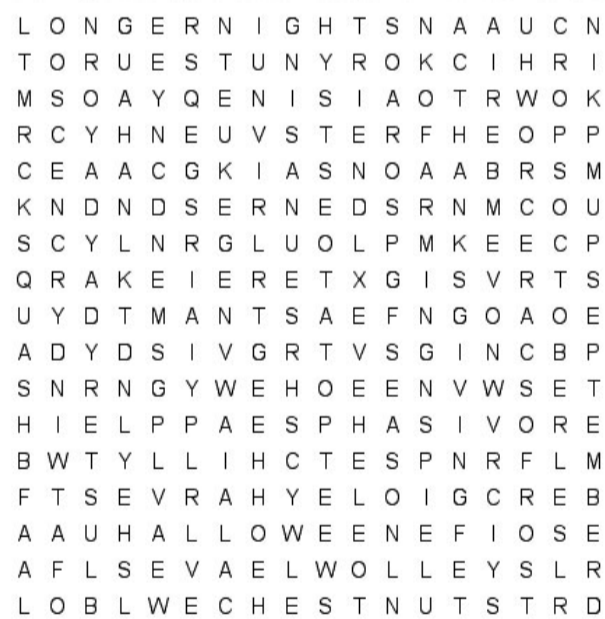 L O N G E R N I G H T S N A A U C N
T O R U E S T U N Y R O K C I H R I
M S O A Y Q E N I S I A O T R W O K
R C Y H N E U V S T E R F H E O P P
C E A A C G K I A S N O A A B R S M
K N D N D S E R N E D S R N M C O U
S C Y L N R G L U O L P M K E E C P
Q R A K E I E R E T X G I S V R T S
U Y D T M A N T S A E F N G O A O E
A D Y D S I V G R T V S G I N C B P
S N R N G Y W E H O E E N V W S E T
H I E L P P A E S P H A S I V O R E
B W T Y L L I H C T E S P N R F L M
F T S E V R A H Y E L O I G C R E B
A A U H A L L O W E E N E F I O S E
A F L S E V A E L W O L L E Y S L R
L O B L W E C H E S T N U T S T R D